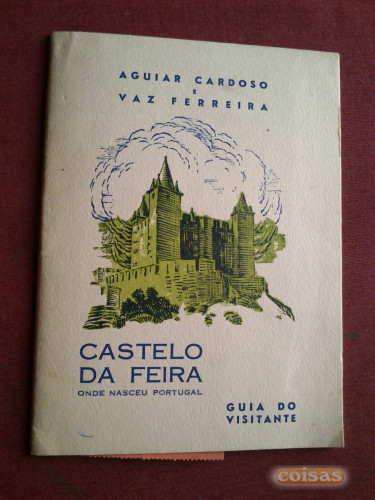 AGUIAR CARDOSO
E
VAZ FERREIRA
CASTELO
DA FEIRA
ONDE NASCEU PORTUGAL
GUIA DO
VISITANTE
coisas